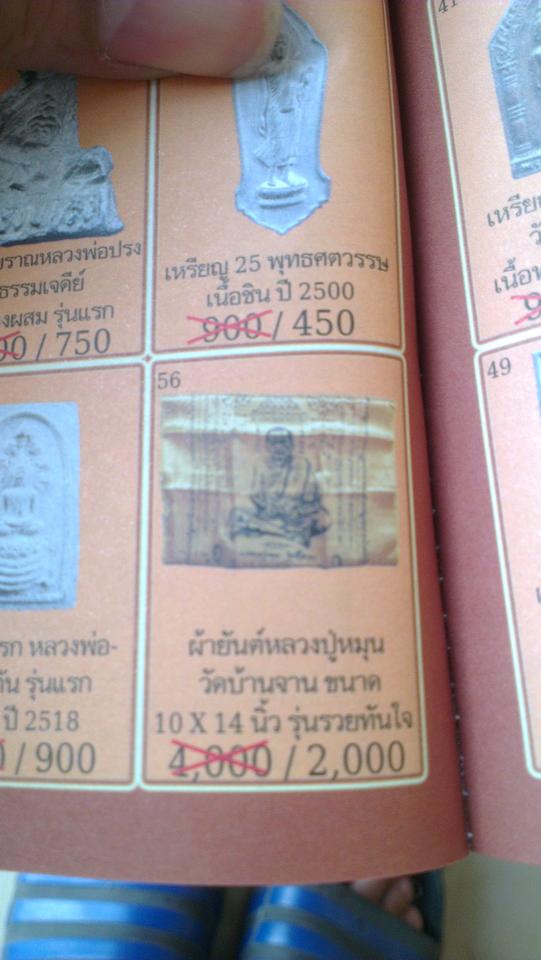 41
บราณหลวงพ่อปรง
ธรรมเจดีย์
ผสม รุ่นแรก
00 / 750
เหรียญ 25 พุทธศตวรรษ
เนื้อชิน ปี 2500
900 / 450
เหรียญ
วั
เนื้อ
9
รก หลวงพ่อ-
รุ่นแรก
ปี 2518
0 / 900
56
ผ้ายันต์หลวงปู่หมุน
วัดบ้านจาน ขนาด
10 X 14 นิ้ว รุ่นรวยทันใจ
4,000 / 2,000
49